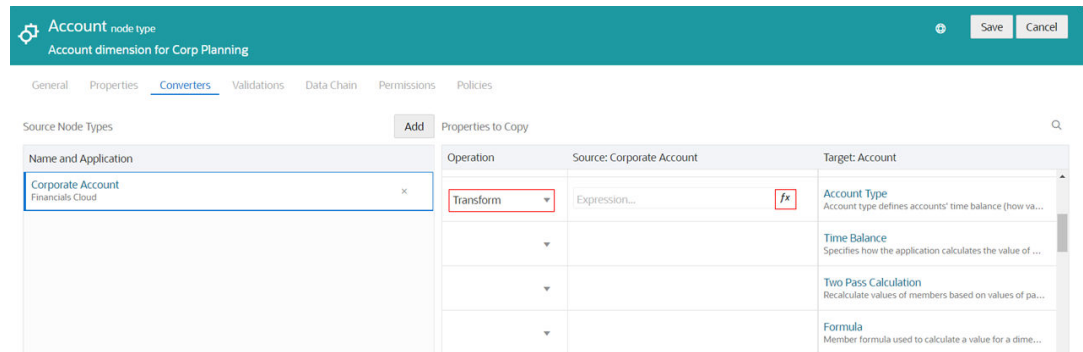 Account node type
Account dimension for Corp Planning
Save Cancel
General Properties Converters Validations Data Chain Permissions Policies
Source Node Types Add Properties to Copy
Name and Application Operation Source: Corporate Account Target: Account
Corporate Account
Financials Cloud
×
Transform Expression... fx
Account Type
Account type defines accounts' time balance (how va...
Time Balance
Specifies how the application calculates the value of ...
Two Pass Calculation
Recalculate values of members based on values of pa...
Formula
Member formula used to calculate a value for a dime...